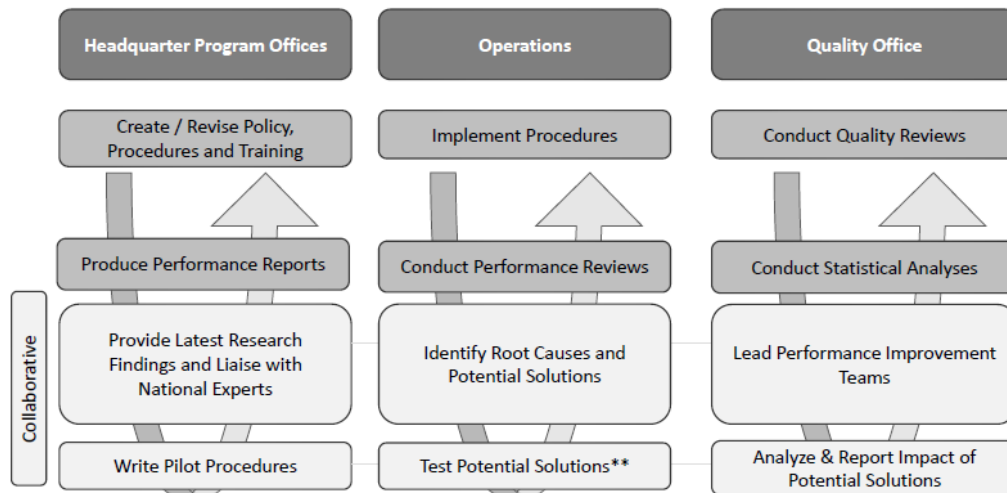 Headquarter Program Offices
Operations
Quality Office
Create / Revise Policy,
Procedures and Training
Implement Procedures
Conduct Quality Reviews
Produce Performance Reports
Conduct Performance Reviews
Conduct Statistical Analyses
Collaborative
Provide Latest Research
Findings and Liaise with
National Experts
Identify Root Causes and
Potential Solutions
Lead Performance Improvement
Teams
Write Pilot Procedures
Test Potential Solutions**
Analyze & Report Impact of
Potential Solutions